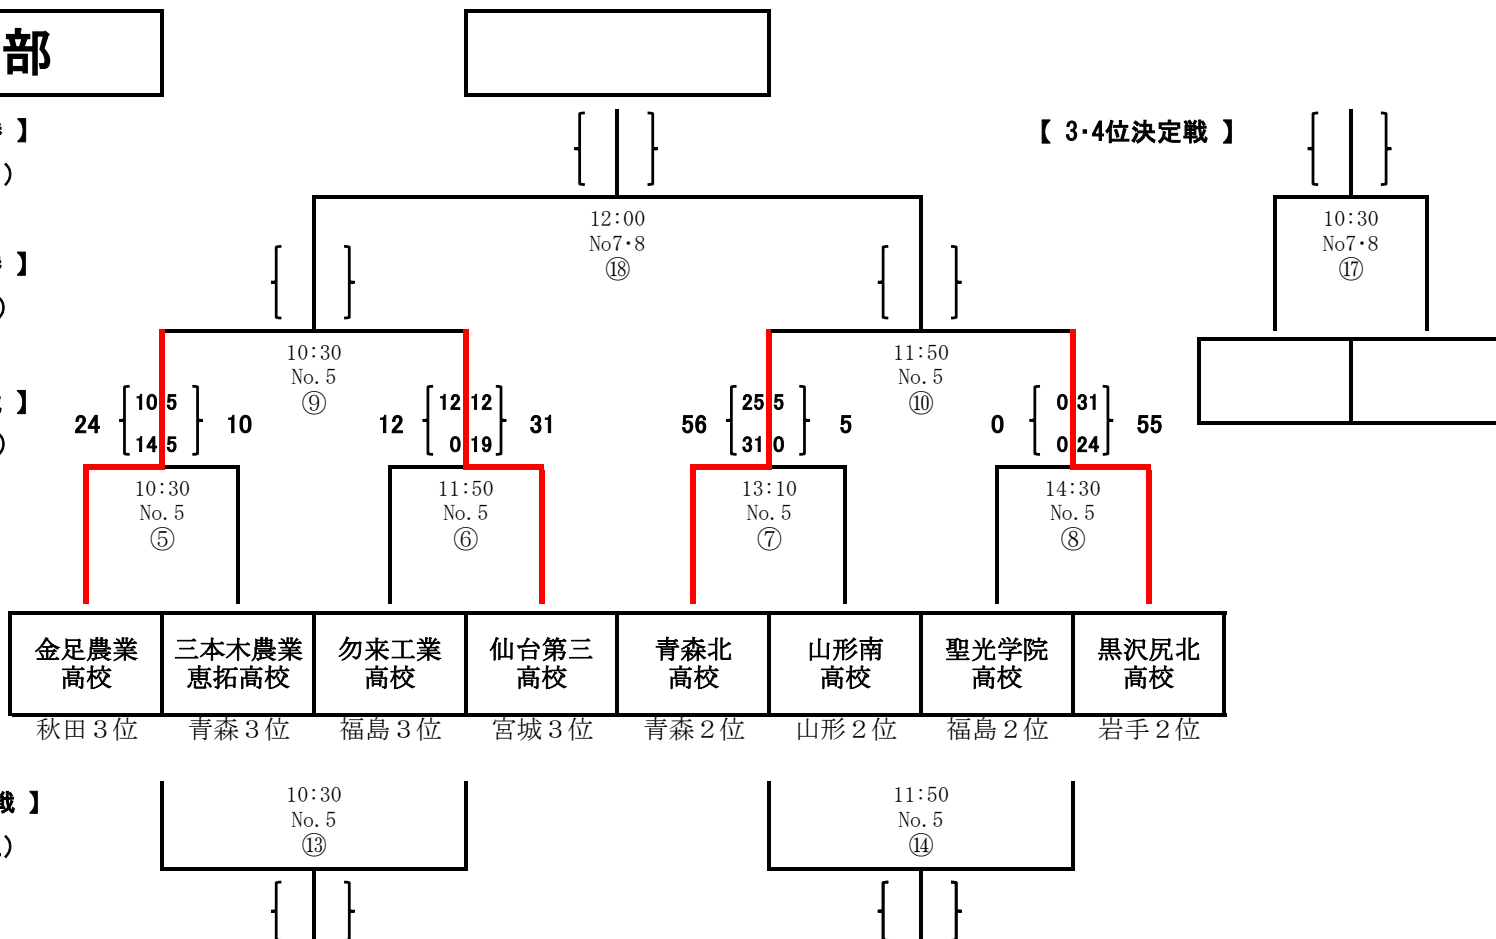 部
】
【 3・4位決定戦 】
)
12:00
No7・8
⑱
10:30
No7・8
⑰
】
)
10:30
No. 5
⑨
11:50
No. 5
⑩
】
)
24 10 5 10
14 5
12 12 12 31
0 19
56 25 5 5
31 0
0 0 31 55
0 24
10:30
No. 5
⑤
11:50
No. 5
⑥
13:10
No. 5
⑦
14:30
No. 5
⑧
金足農業
高校
三本木農業
恵拓高校
勿来工業
高校
仙台第三
高校
青森北
高校
山形南
高校
聖光学院
高校
黒沢尻北
高校
秋田３位
青森３位
福島３位
宮城３位
青森２位
山形２位
福島２位
岩手２位
戦 】
)
10:30
No. 5
⑬
11:50
No. 5
⑭